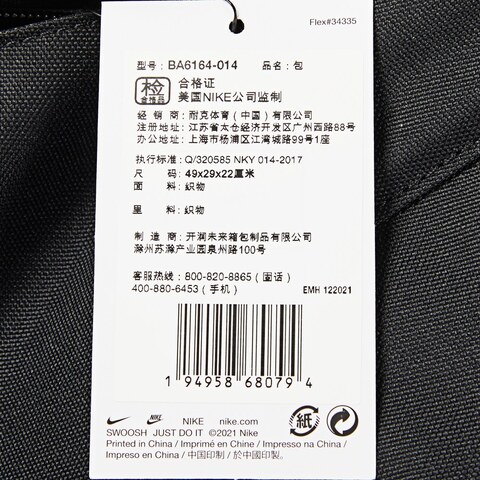 Flex#34335
型号: BA6164-014 品名: 包
检 合格品
合格证
美国NIKE公司监制
经 销 商: 耐克体育（中国）有限公司
注册地址: 江苏省太仓经济开发区广州西路88号
办公地址: 上海市杨浦区江湾城路99号1座
执行标准: Q/320585 NKY 014-2017
尺 码: 49x29x22厘米
面 料: 织物
里 料: 织物
制 造 商: 开润未来箱包制品有限公司
滁州苏滁产业园泉州路100号
客服热线: 800-820-8865（固话）
400-880-6453（手机）
EMH 122021
1 94958 68079 4
NIKE NIKE nike.com
SWOOSH JUST DO IT ©2021 Nike
Printed in China / Imprimé en Chine / Impresso na China /
Impreso en China / 中国印制 / 於中國印製.
紙